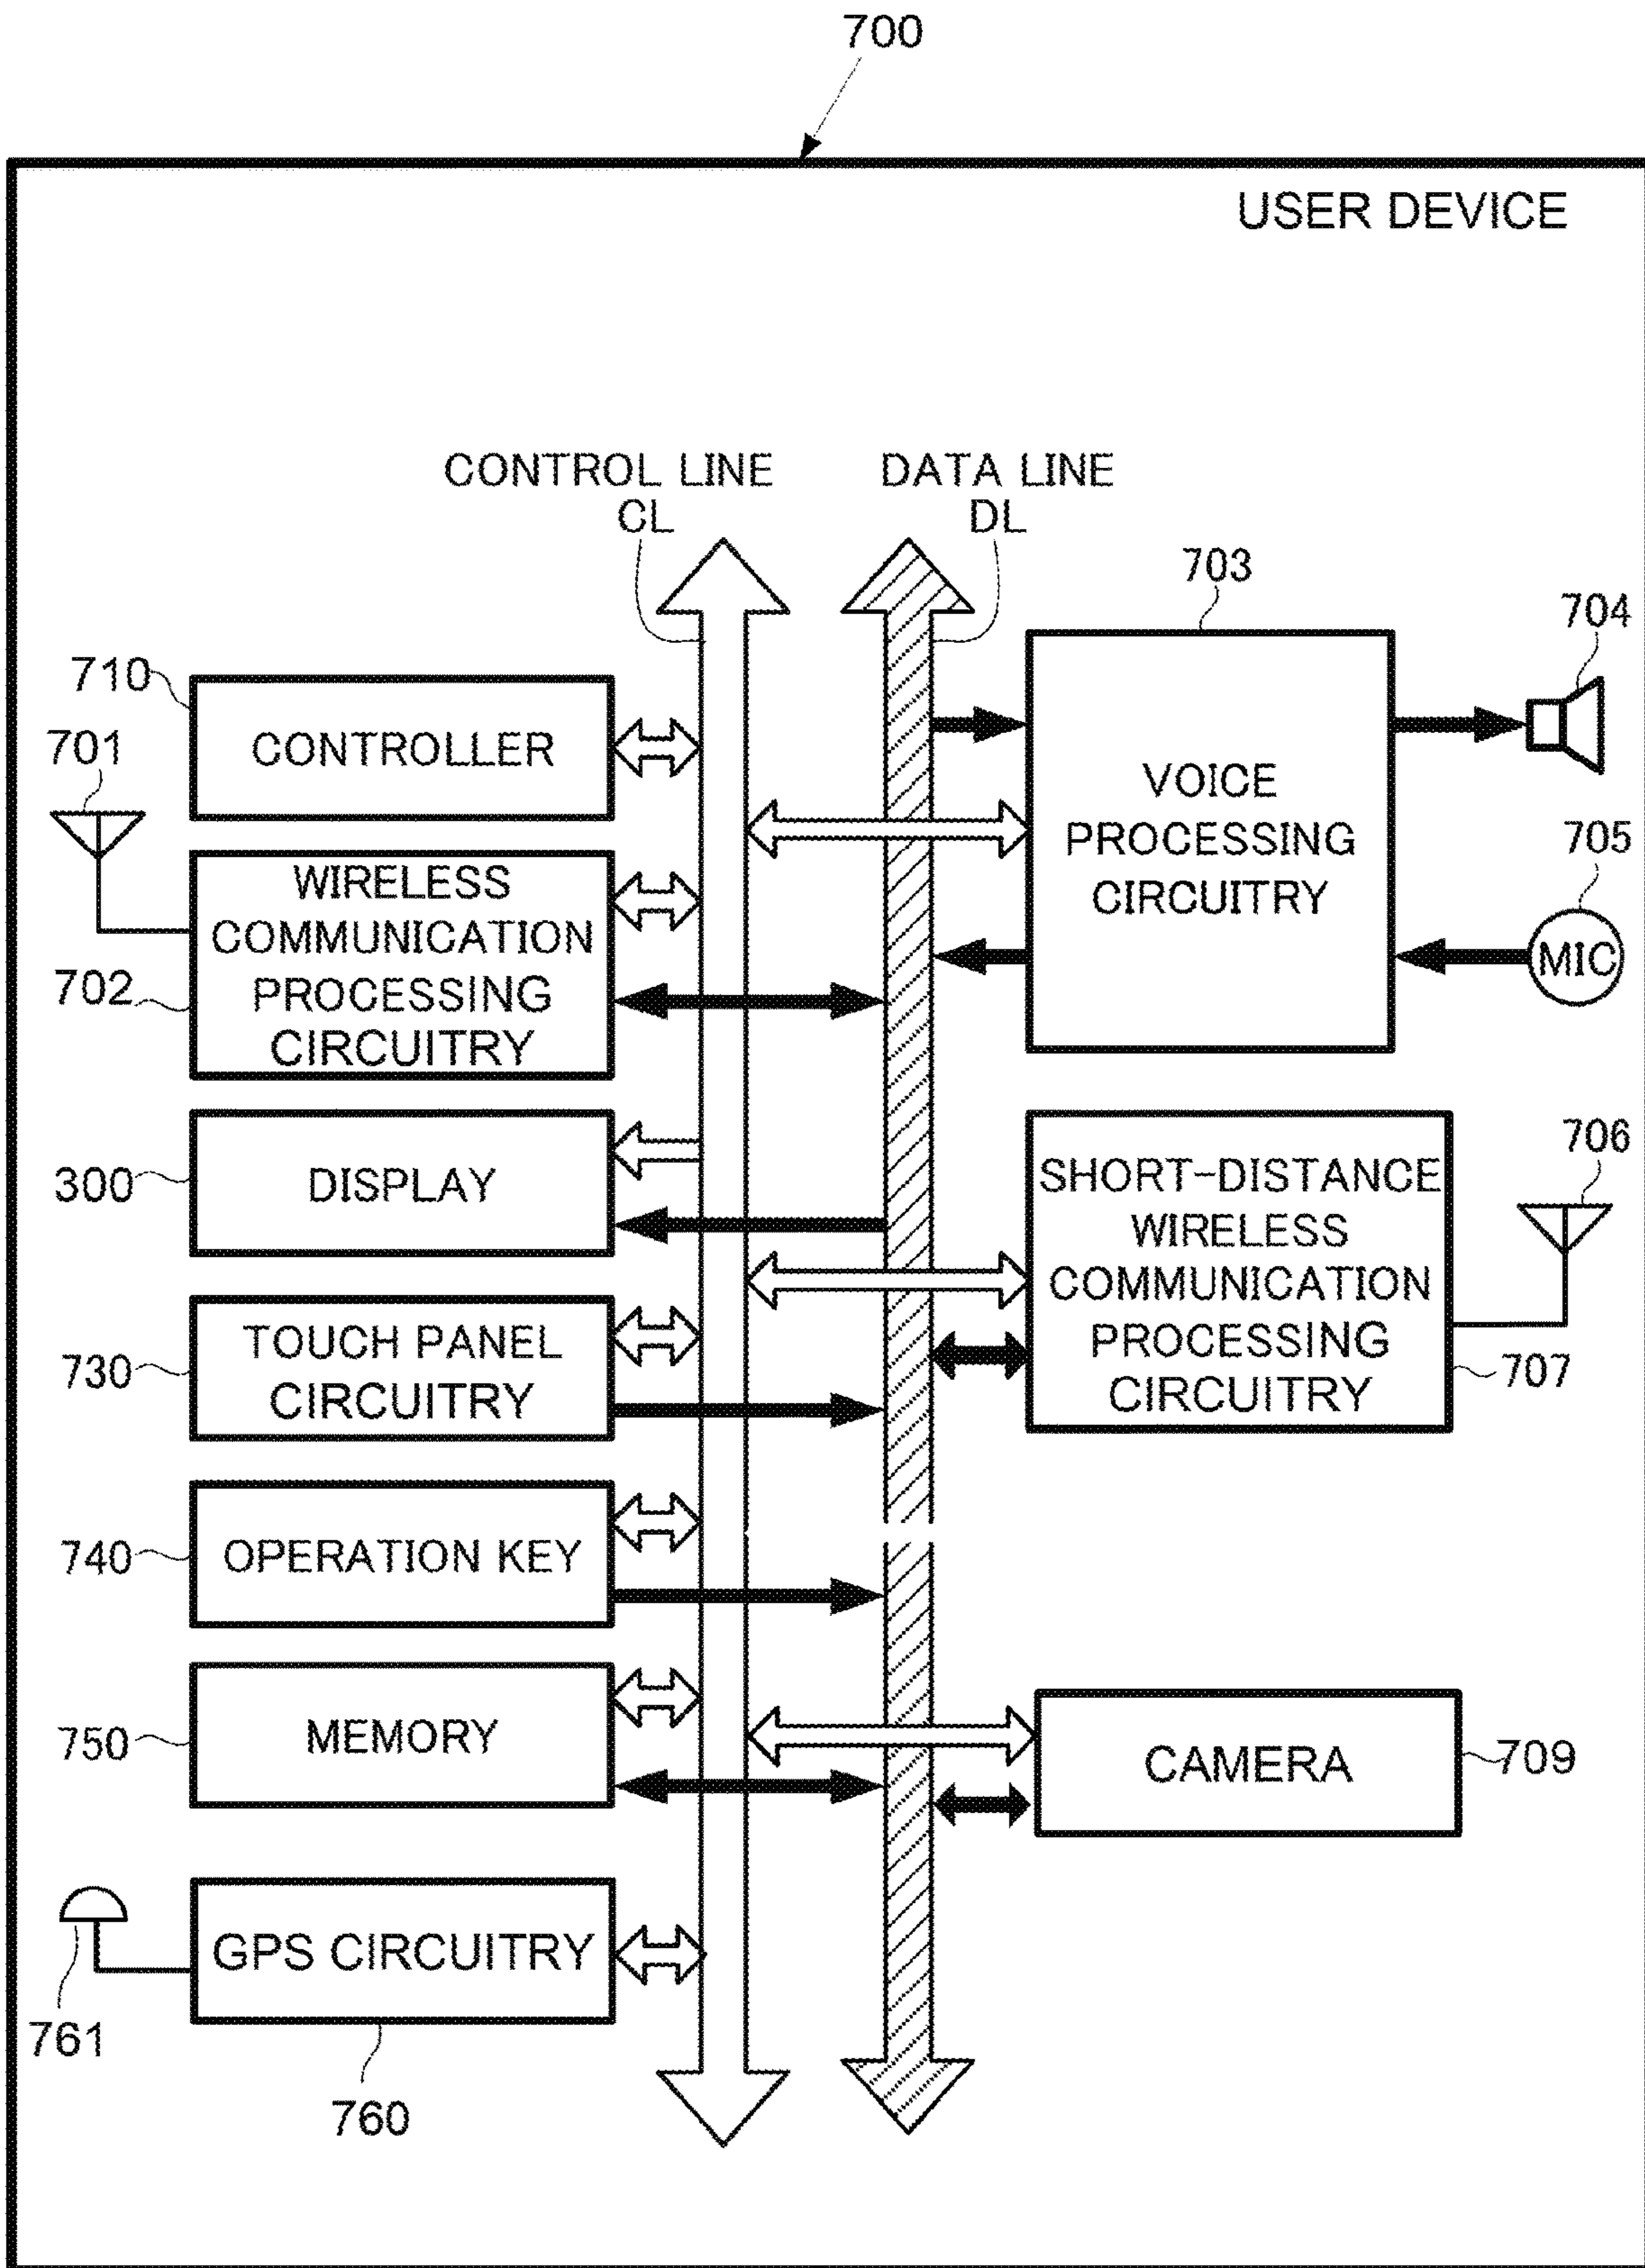 700
USER DEVICE
CONTROL LINE
CL
DATA LINE
DL
703
704
710
CONTROLLER
701
VOICE
PROCESSING
CIRCUITRY
705
MIC
WIRELESS
COMMUNICATION
PROCESSING
CIRCUITRY
702
300
DISPLAY
706
SHORT-DISTANCE
WIRELESS
COMMUNICATION
PROCESSING
CIRCUITRY
707
730
TOUCH PANEL
CIRCUITRY
740
OPERATION KEY
750
MEMORY
CAMERA
709
GPS CIRCUITRY
761
760